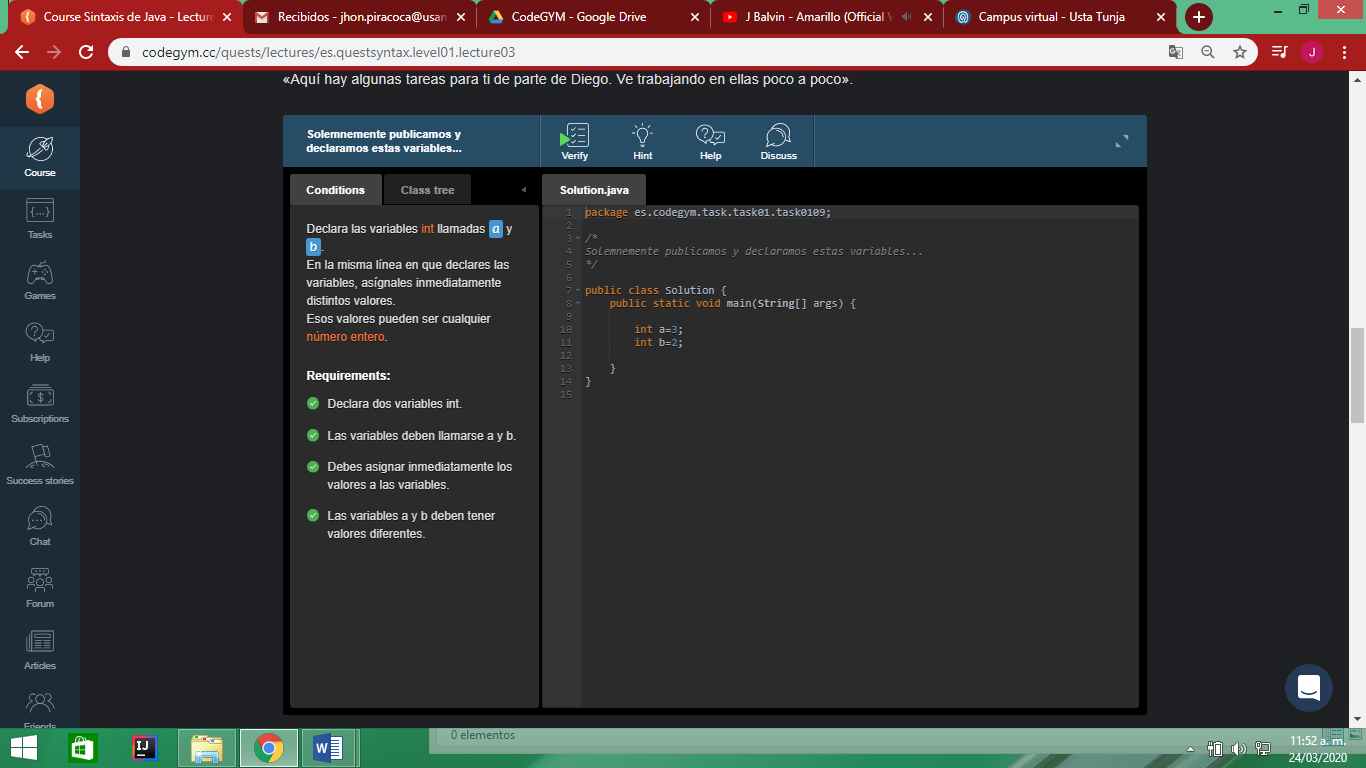 Course Sintaxis de Java - Lecture
Recibidos - jhon.piracoca@usan
CodeGYM - Google Drive
J Balvin - Amarillo (Official V
Campus virtual - Usta Tunja
codegym.cc/quests/lectures/es.questsyntax.level01.lecture03
J
«Aquí hay algunas tareas para ti de parte de Diego. Ve trabajando en ellas poco a poco».
Course
Tasks
Games
Help
Subscriptions
Success stories
Chat
Forum
Articles
Friends
Solemnemente publicamos y
declaramos estas variables...
Verify
Hint
Help
Discuss
Conditions
Class tree
Declara las variables int llamadas a y
b.
En la misma línea en que declares las
variables, asígnales inmediatamente
distintos valores.
Esos valores pueden ser cualquier
número entero.
Requirements:
Declara dos variables int.
Las variables deben llamarse a y b.
Debes asignar inmediatamente los
valores a las variables.
Las variables a y b deben tener
valores diferentes.
Solution.java
1 package es.codegym.task.task01.task0109;
2
3 /*
4 Solemnemente publicamos y declaramos estas variables...
5 */
6
7 public class Solution {
8 public static void main(String[] args) {
9
10 int a=3;
11 int b=2;
12
13 }
14 }
15
0 elementos
IJ
W
11:52 a. m.
24/03/2020